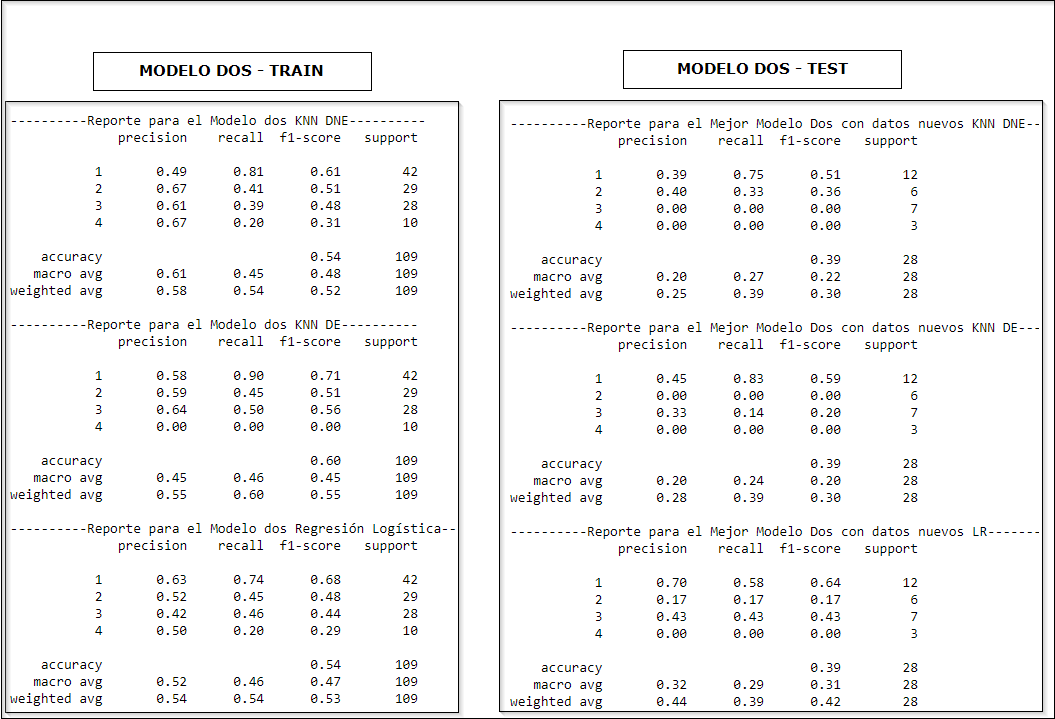 MODELO DOS - TRAIN
----------Reporte para el Modelo dos KNN DNE----------
precision recall f1-score support
1 0.49 0.81 0.61 42
2 0.67 0.41 0.51 29
3 0.61 0.39 0.48 28
4 0.67 0.20 0.31 10
accuracy 0.54 109
macro avg 0.61 0.45 0.48 109
weighted avg 0.58 0.54 0.52 109
----------Reporte para el Modelo dos KNN DE----------
precision recall f1-score support
1 0.58 0.90 0.71 42
2 0.59 0.45 0.51 29
3 0.64 0.50 0.56 28
4 0.00 0.00 0.00 10
accuracy 0.60 109
macro avg 0.45 0.46 0.45 109
weighted avg 0.55 0.60 0.55 109
----------Reporte para el Modelo dos Regresión Logística--
precision recall f1-score support
1 0.63 0.74 0.68 42
2 0.52 0.45 0.48 29
3 0.42 0.46 0.44 28
4 0.50 0.20 0.29 10
accuracy 0.54 109
macro avg 0.52 0.46 0.47 109
weighted avg 0.54 0.54 0.53 109
MODELO DOS - TEST
----------Reporte para el Mejor Modelo Dos con datos nuevos KNN DNE--
precision recall f1-score support
1 0.39 0.75 0.51 12
2 0.40 0.33 0.36 6
3 0.00 0.00 0.00 7
4 0.00 0.00 0.00 3
accuracy 0.39 28
macro avg 0.20 0.27 0.22 28
weighted avg 0.25 0.39 0.30 28
----------Reporte para el Mejor Modelo Dos con datos nuevos KNN DE---
precision recall f1-score support
1 0.45 0.83 0.59 12
2 0.00 0.00 0.00 6
3 0.33 0.14 0.20 7
4 0.00 0.00 0.00 3
accuracy 0.39 28
macro avg 0.20 0.24 0.20 28
weighted avg 0.28 0.39 0.30 28
----------Reporte para el Mejor Modelo Dos con datos nuevos LR-------
precision recall f1-score support
1 0.70 0.58 0.64 12
2 0.17 0.17 0.17 6
3 0.43 0.43 0.43 7
4 0.00 0.00 0.00 3
accuracy 0.39 28
macro avg 0.32 0.29 0.31 28
weighted avg 0.44 0.39 0.42 28